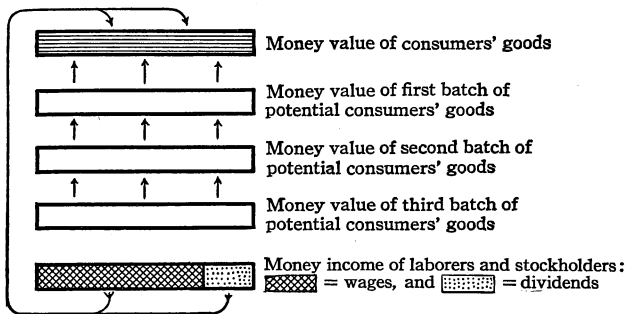 Money value of consumers' goods
Money value of first batch of
potential consumers' goods
Money value of second batch of
potential consumers' goods
Money value of third batch of
potential consumers' goods
Money income of laborers and stockholders:
= wages, and = dividends